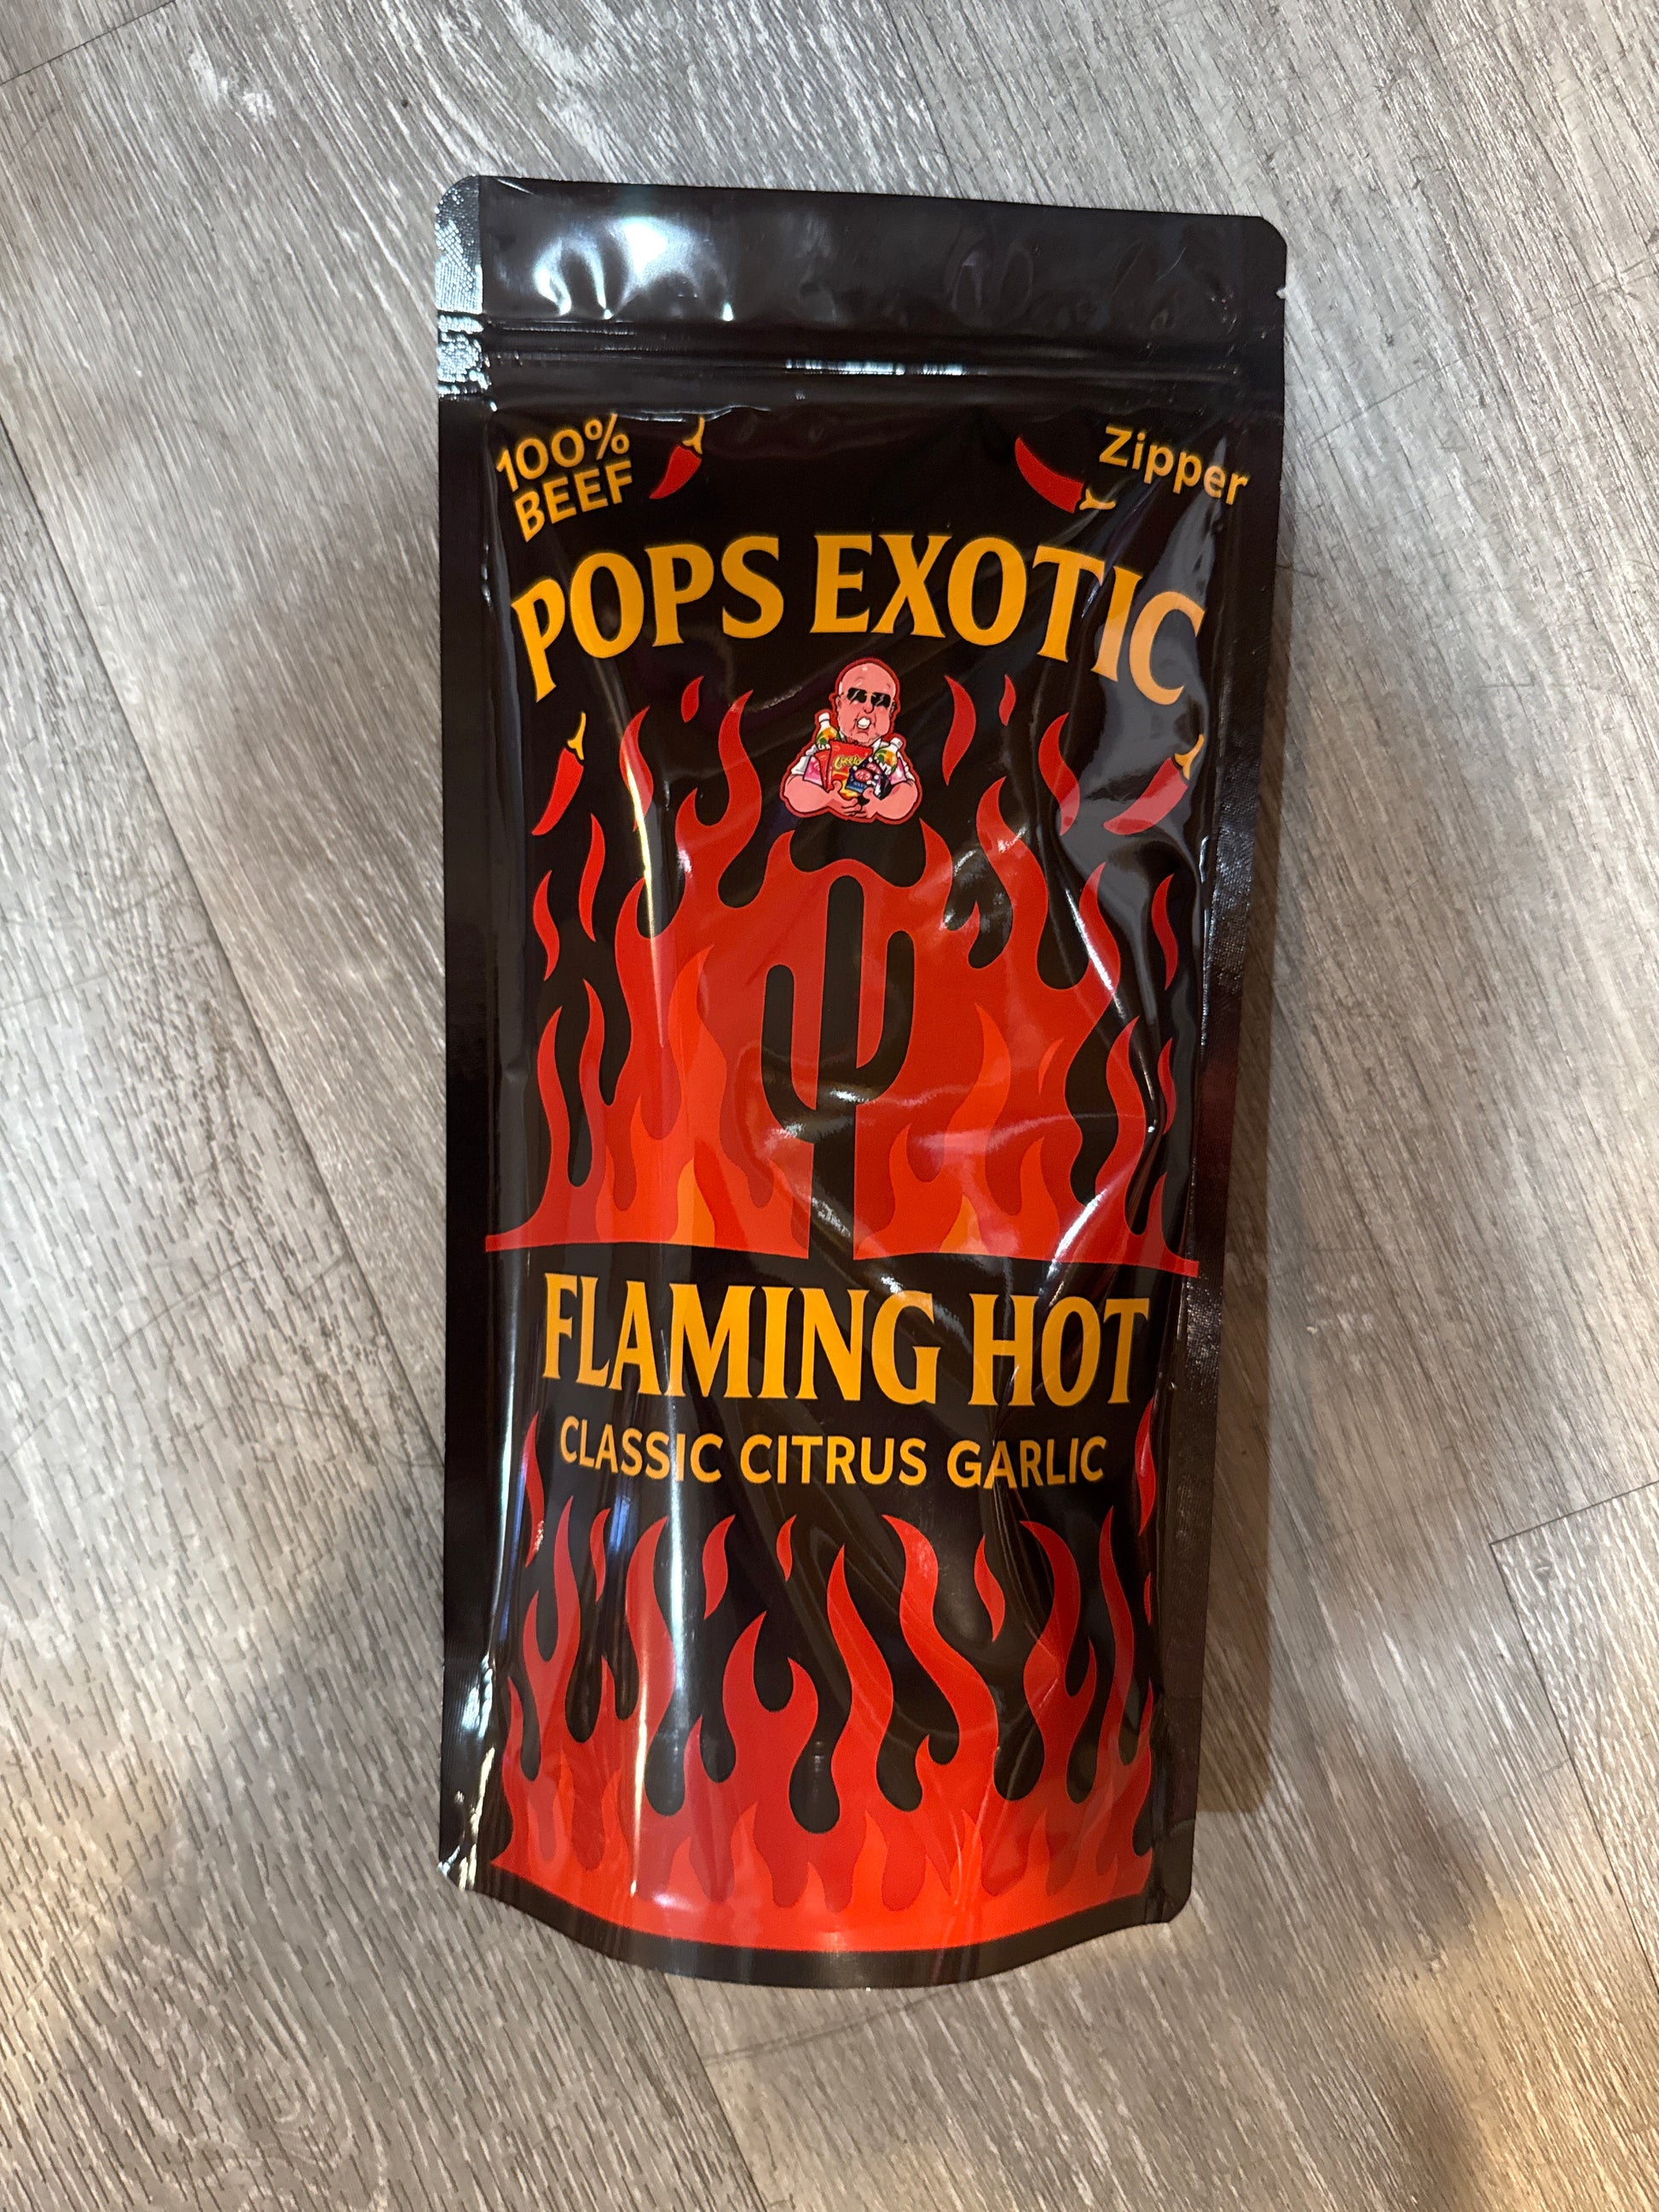 100%
BEEF
Zipper
POPS EXOTIC
FLAMING HOT
CLASSIC CITRUS GARLIC